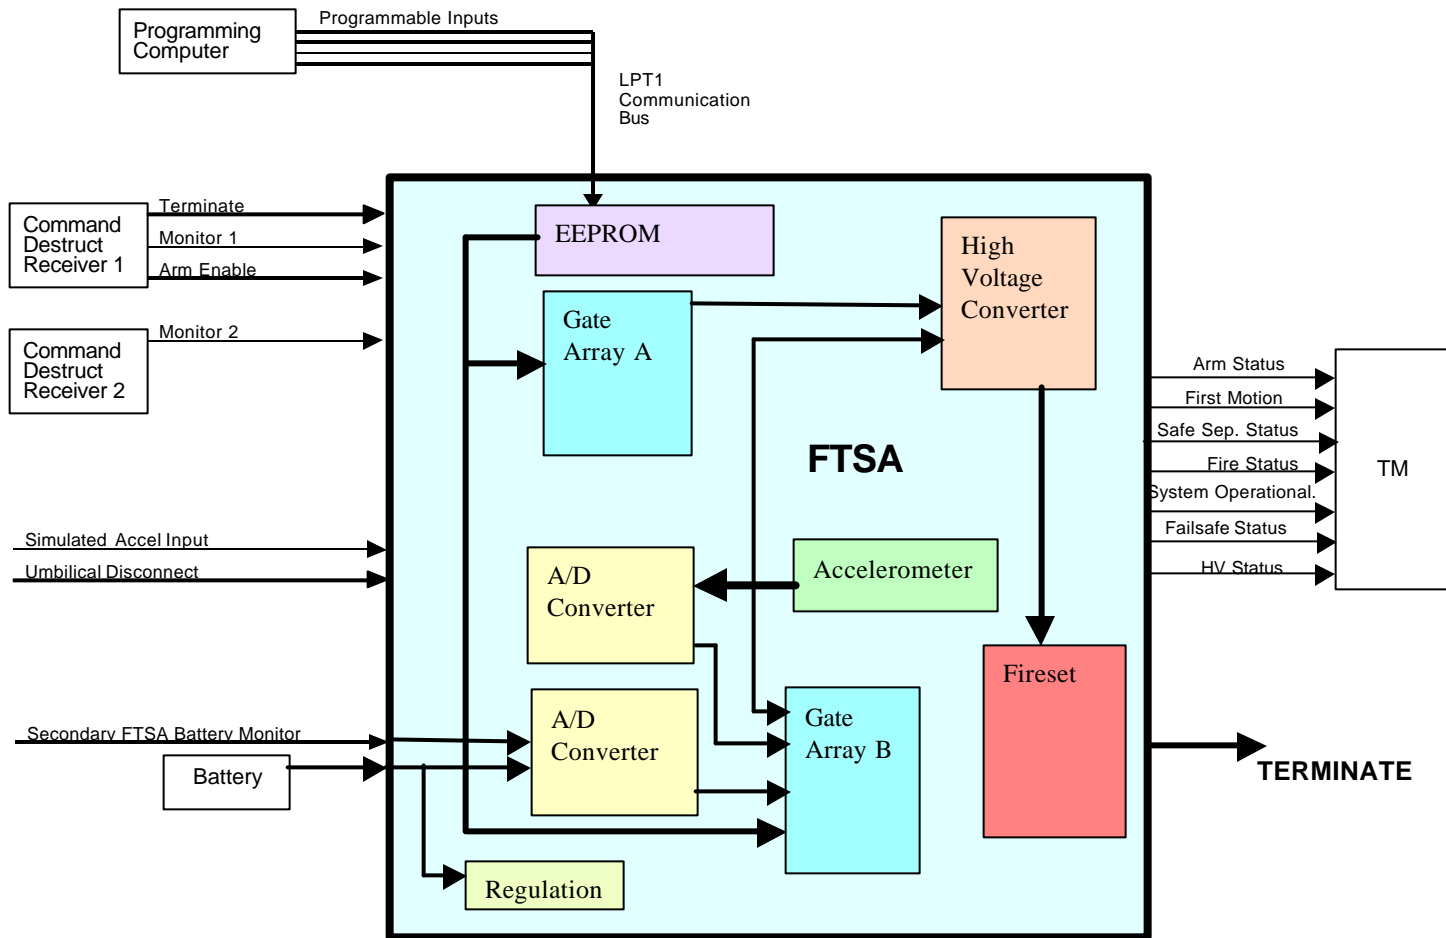 Programming
Computer
Programmable Inputs
LPT1
Communication
Bus
Command
Destruct
Receiver 1
Terminate
Monitor 1
Arm Enable
Command
Destruct
Receiver 2
Monitor 2
Simulated Accel Input
Umbilical Disconnect
Secondary FTSA Battery Monitor
Battery
EEPROM
Gate
Array A
High
Voltage
Converter
FTSA
A/D
Converter
Accelerometer
A/D
Converter
Gate
Array B
Fireset
Regulation
Arm Status
First Motion
Safe Sep. Status
Fire Status
System Operational.
Failsafe Status
HV Status
TM
TERMINATE